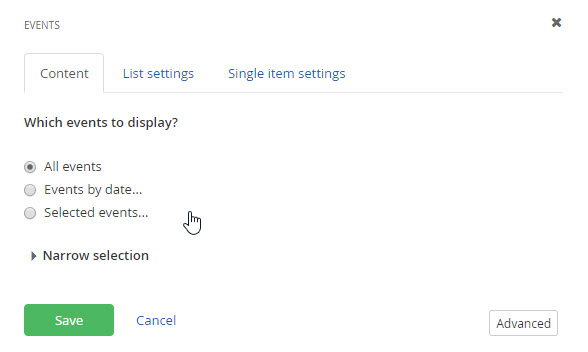 EVENTS
Content List settings Single item settings
Which events to display?
All events
Events by date...
Selected events...
Narrow selection
Save Cancel Advanced